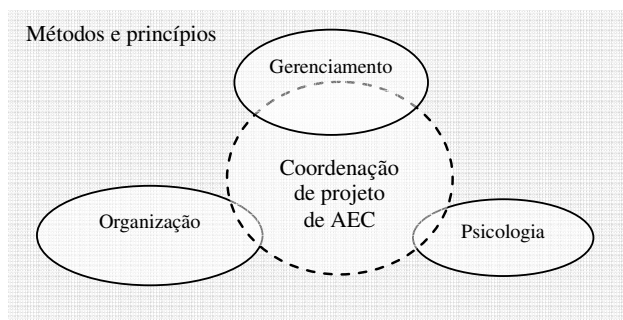 Métodos e princípios
Gerenciamento
Coordenação
de projeto
de AEC
Organização
Psicologia